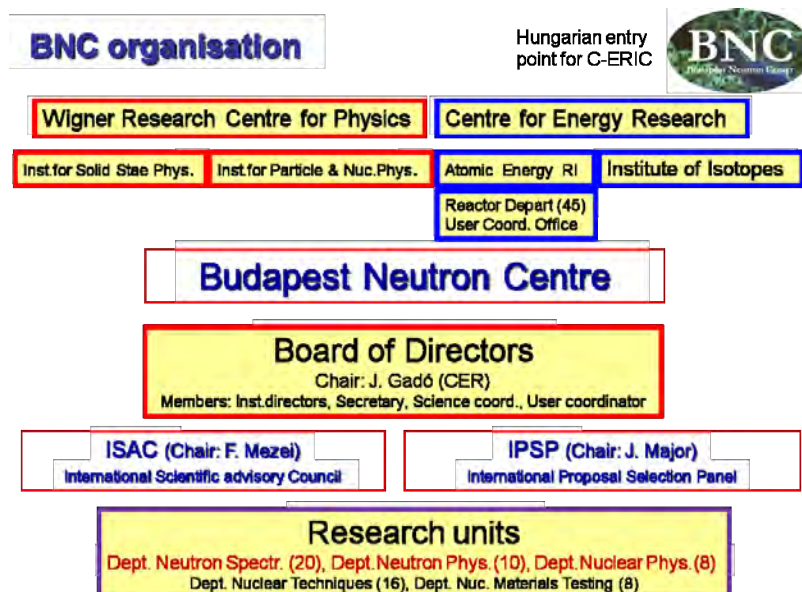 BNC organisation
Hungarian entry
point for C-ERIC
BNC
Budapest Neutron Center
Wigner Research Centre for Physics
Centre for Energy Research
Inst.for Solid Stae Phys.
Inst.for Particle & Nuc.Phys.
Atomic Energy RI
Institute of Isotopes
Reactor Depart (45)
User Coord. Office
Budapest Neutron Centre
Board of Directors
Chair: J. Gadó (CER)
Members: Inst.directors, Secretary, Science coord., User coordinator
ISAC (Chair: F. Mezei)
International Scientific advisory Council
IPSP (Chair: J. Major)
International Proposal Selection Panel
Research units
Dept. Neutron Spectr. (20), Dept.Neutron Phys.(10), Dept.Nuclear Phys.(8)
Dept. Nuclear Techniques (16), Dept. Nuc. Materials Testing (8)